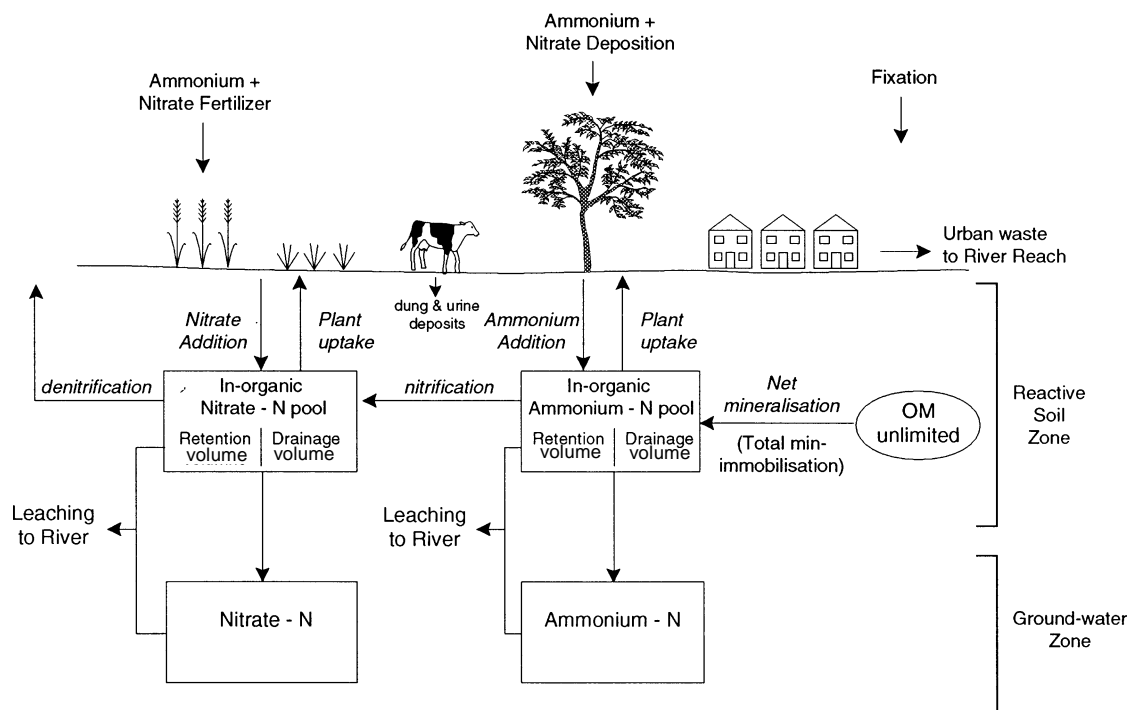 Ammonium +
Nitrate Deposition
Ammonium +
Nitrate Fertilizer
Fixation
Urban waste
to River Reach
dung & urine
deposits
Nitrate
Addition
Plant
uptake
Ammonium
Addition
Plant
uptake
denitrification
In-organic
Nitrate - N pool
Retention
volume
Drainage
volume
nitrification
In-organic
Ammonium - N pool
Retention
volume
Drainage
volume
Net
mineralisation
(Total min-
immobilisation)
OM
unlimited
Reactive
Soil
Zone
Leaching
to River
Leaching
to River
Nitrate - N
Ammonium - N
Ground-water
Zone